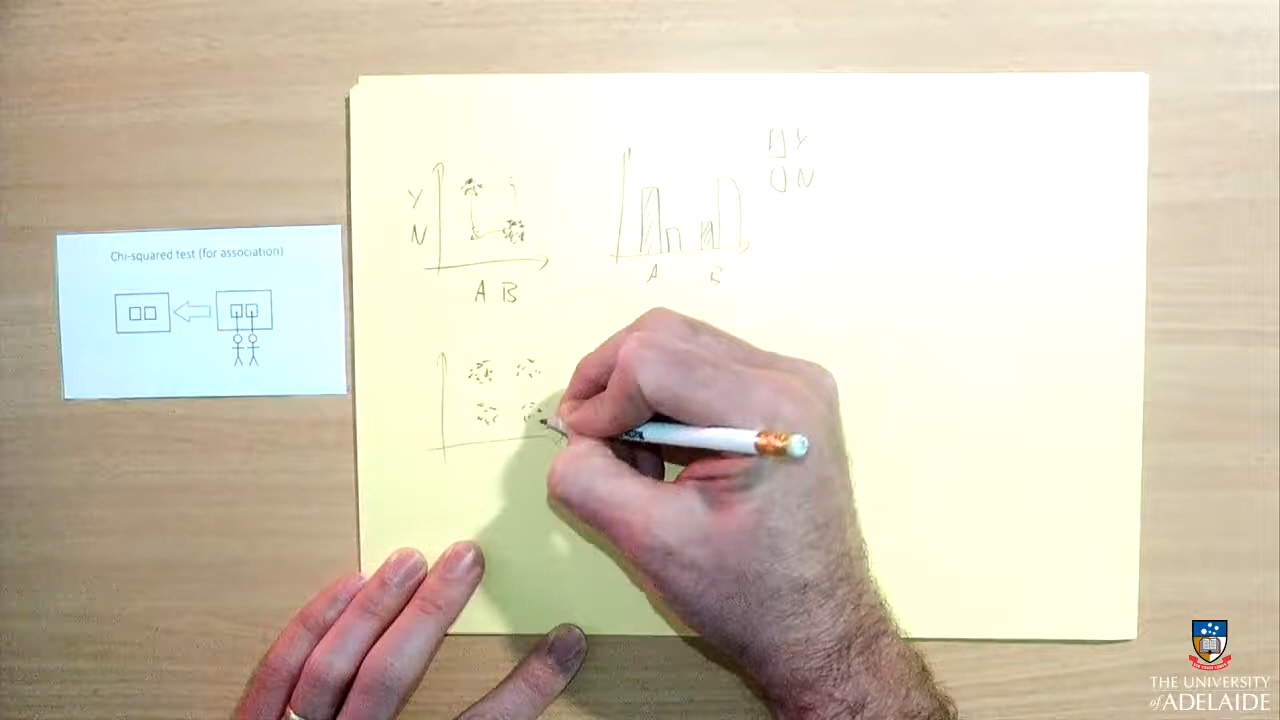 Chi-squared test (for association)
Y
N
A B
Y
N
A B
THE UNIVERSITY
of ADELAIDE